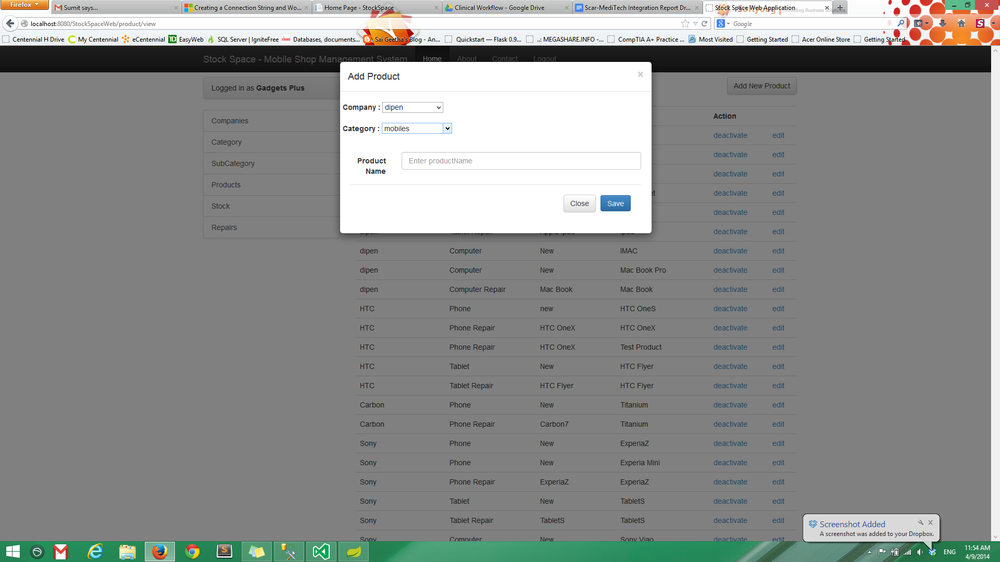 Firefox
Sumit says...
Creating a Connection String and Wo...
Home Page - StockSpace
Clinical Workflow - Google Drive
Scar-MediTech Integration Report Dr...
Stock Space Web Application
Providing Business Solutions
localhost:8080/StockSpaceWeb/product/view
Google
Centennial H Drive
My Centennial
eCentennial
EasyWeb
SQL Server | IgniteFree
Databases, documents...
Sai Geetha's Blog - An...
Quickstart — Flask 0.9...
..: MEGASHARE.INFO -...
CompTIA A+ Practice ...
Most Visited
Getting Started
Acer Online Store
Getting Started
Stock Space - Mobile Shop Management System
Home
About
Contact
Logout
Logged in as Gadgets Plus
Companies
Category
SubCategory
Products
Stock
Repairs
Add Product
×
Company : dipen
Category : mobiles
Product Name
Enter productName
Close
Save
Add New Product
Action
deactivate edit
deactivate edit
deactivate edit
deactivate edit
deactivate edit
dipen Tablet Repair Apple Ipad Ipad deactivate edit
dipen Computer New IMAC deactivate edit
dipen Computer New Mac Book Pro deactivate edit
dipen Computer Repair Mac Book Mac Book deactivate edit
HTC Phone new HTC OneS deactivate edit
HTC Phone Repair HTC OneX HTC OneX deactivate edit
HTC Phone Repair HTC OneX Test Product deactivate edit
HTC Tablet New HTC Flyer deactivate edit
HTC Tablet Repair HTC Flyer HTC Flyer deactivate edit
Carbon Phone New Titanium deactivate edit
Carbon Phone Repair Carbon7 Titanium deactivate edit
Sony Phone New ExperiaZ deactivate edit
Sony Phone New Experia Mini deactivate edit
Sony Phone Repair ExperiaZ ExperiaZ deactivate edit
Sony Tablet New TabletS deactivate edit
Sony Tablet Repair TabletS TabletS deactivate edit
Sony Computer New Sony Viao deactivate edit
Screenshot Added
A screenshot was added to your Dropbox.
ENG
11:54 AM
4/9/2014